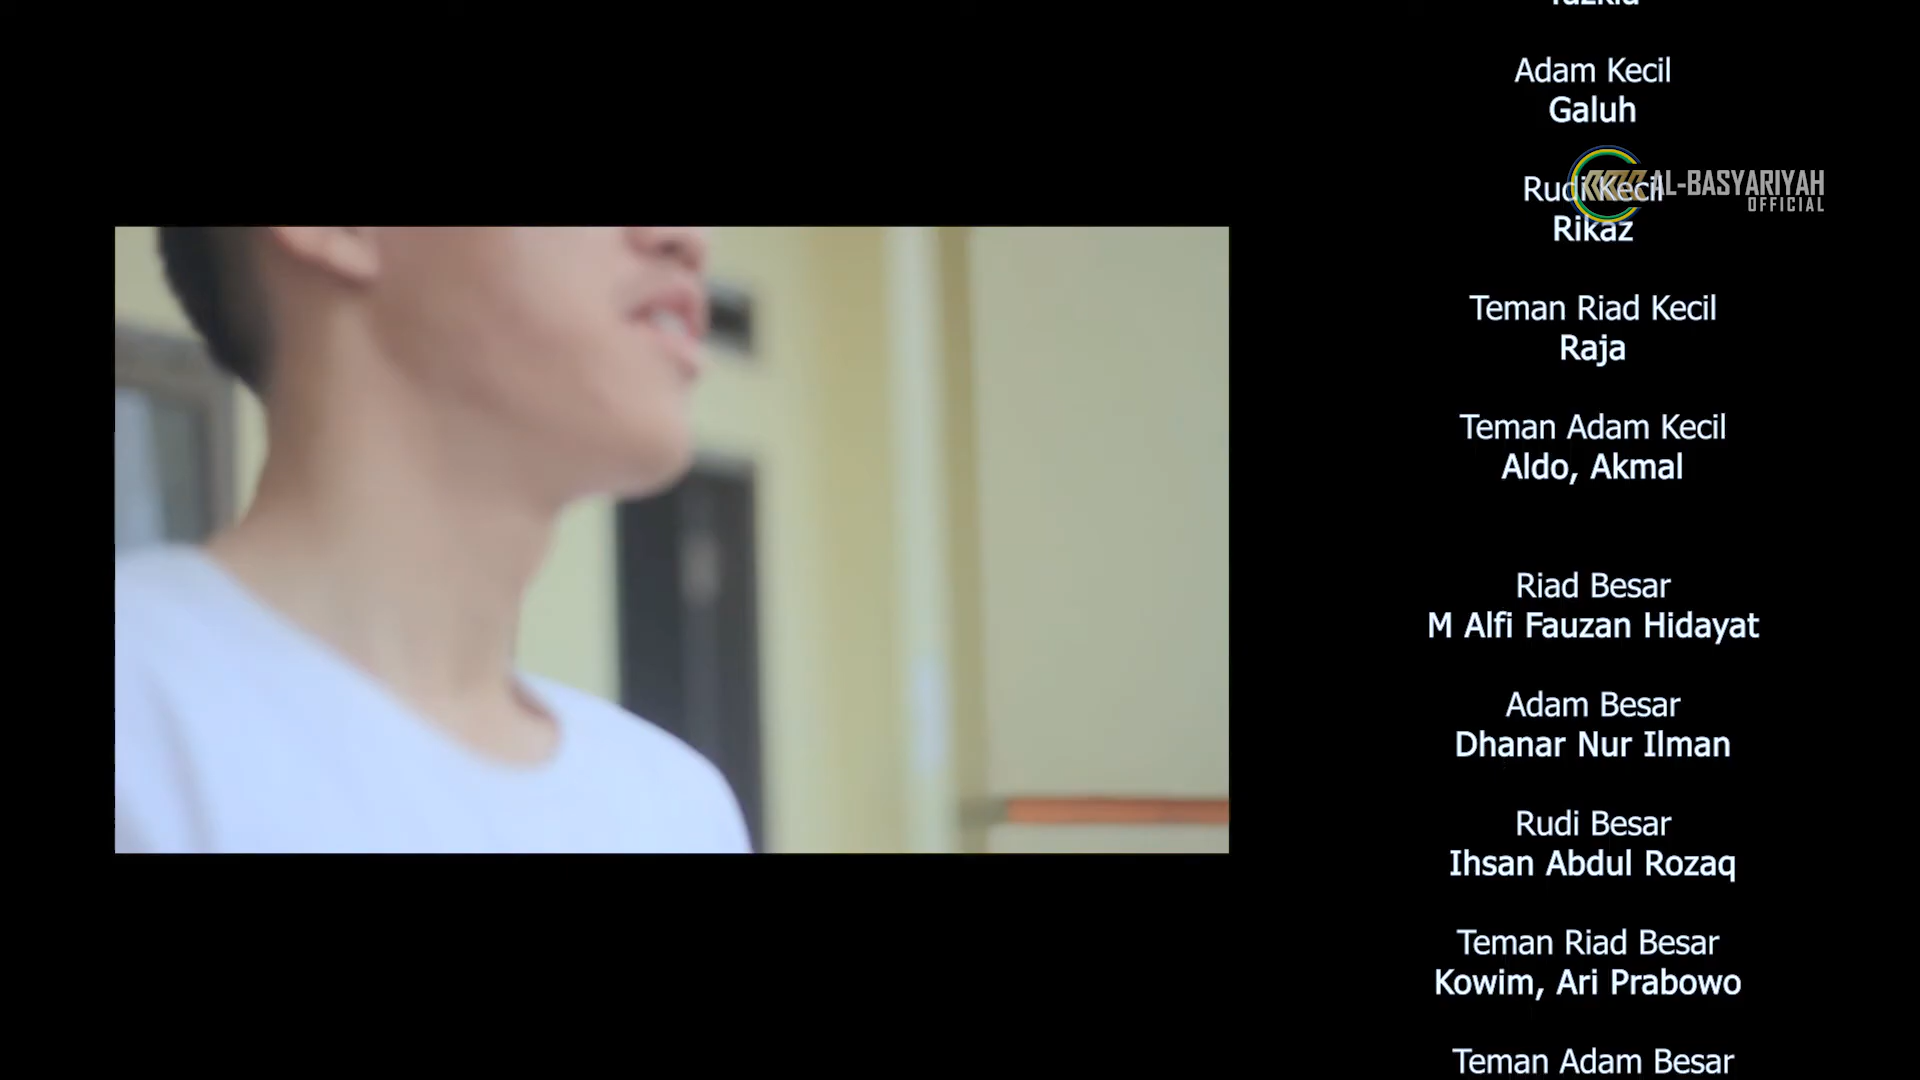 Adam Kecil
Galuh
Rudi Kecil
Rikaz
AL-BASYARIYAH
OFFICIAL
Teman Riad Kecil
Raja
Teman Adam Kecil
Aldo, Akmal
Riad Besar
M Alfi Fauzan Hidayat
Adam Besar
Dhanar Nur Ilman
Rudi Besar
Ihsan Abdul Rozaq
Teman Riad Besar
Kowim, Ari Prabowo
Teman Adam Besar